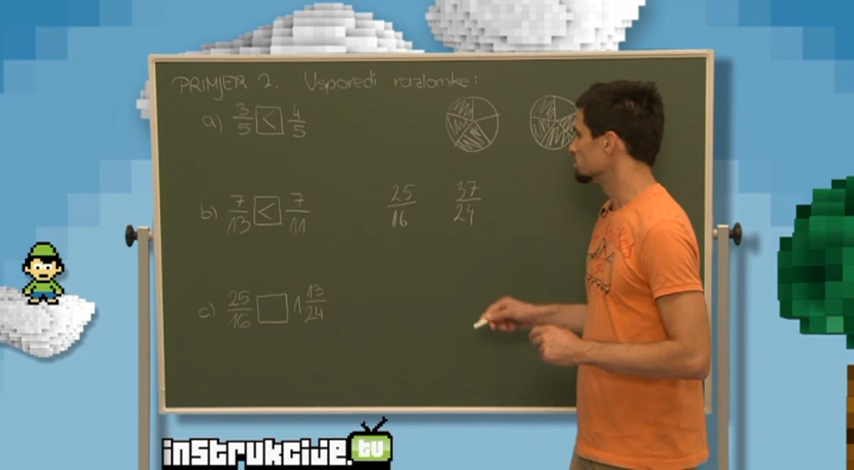 PRIMJER 2. Usporedi razlomke:
a) 3/5 < 4/5
b) 7/13 < 7/11
25/16 37/24
c) 25/16 □ 1 13/24
instrukcije.tv